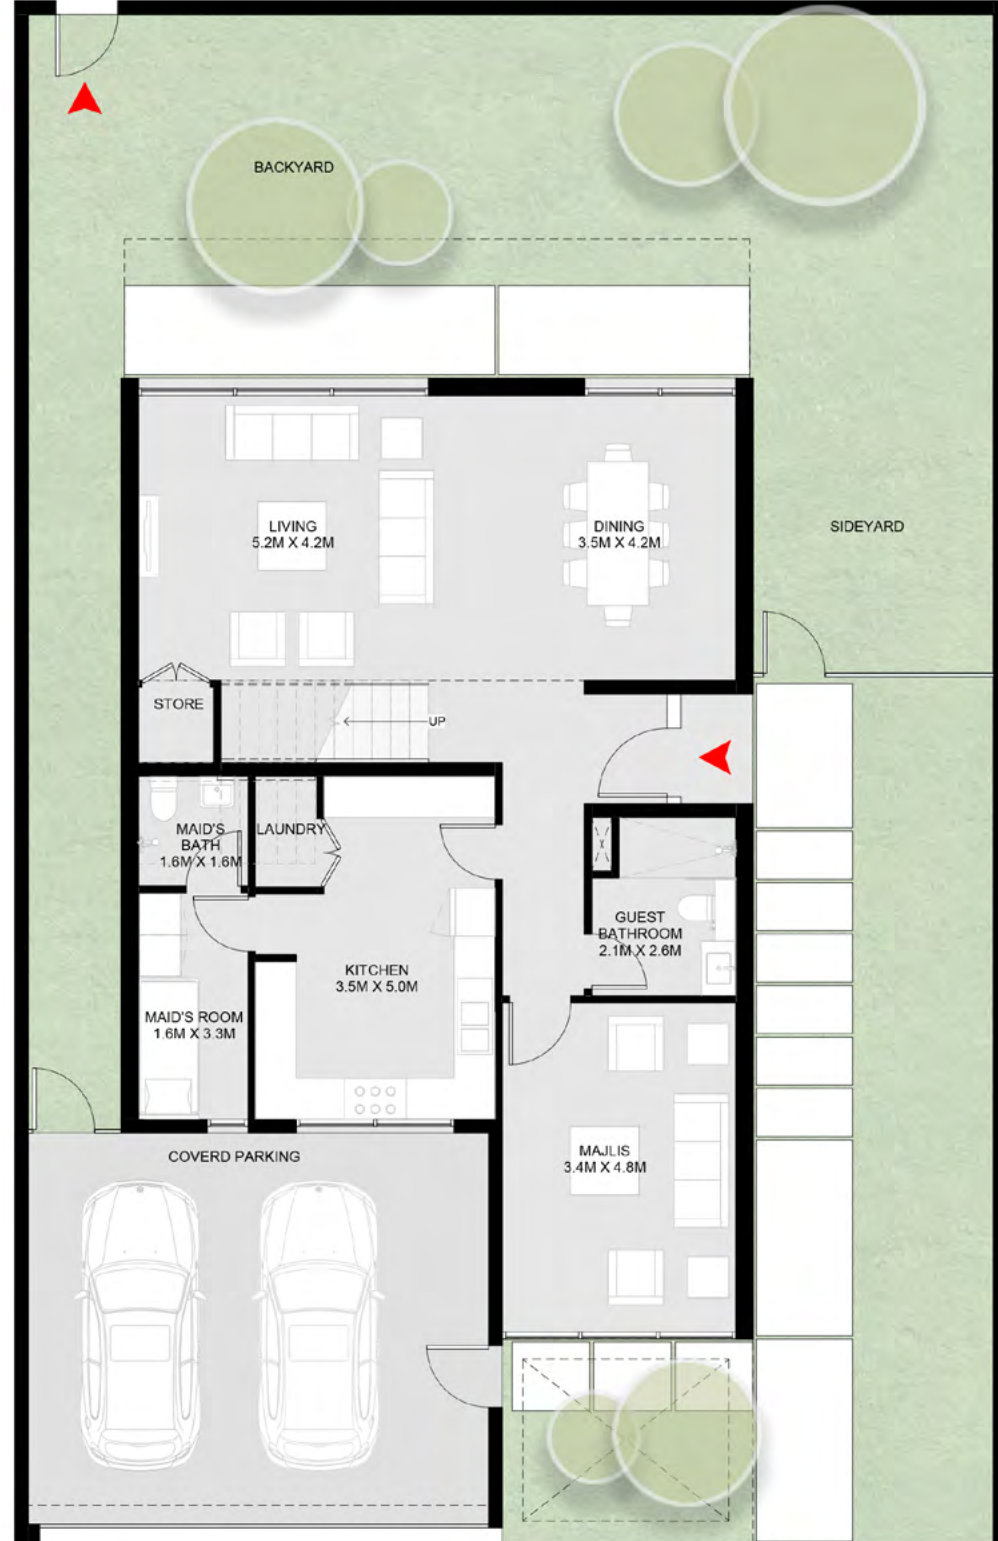 BACKYARD
LIVING
5.2M X 4.2M
DINING
3.5M X 4.2M
SIDEYARD
STORE
UP
MAID'S
BATH
1.6M X 1.6M
LAUNDRY
GUEST
BATHROOM
2.1M X 2.6M
KITCHEN
3.5M X 5.0M
MAID'S ROOM
1.6M X 3.3M
MAJLIS
3.4M X 4.8M
COVERD PARKING